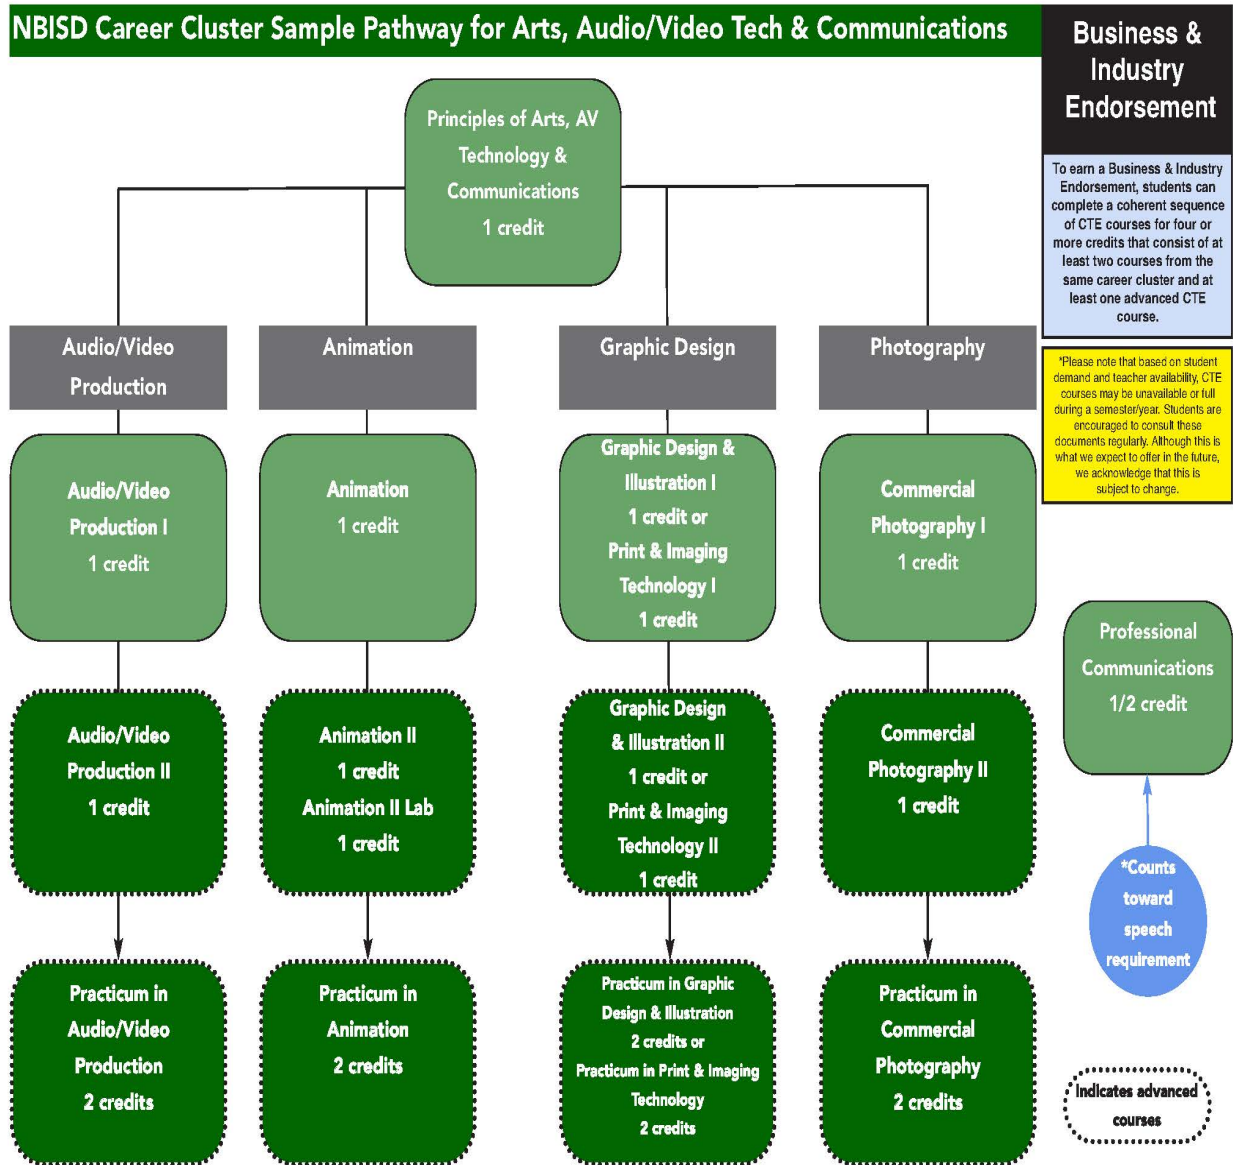 NBISD Career Cluster Sample Pathway for Arts, Audio/Video Tech & Communications
Business &
Industry
Endorsement
To earn a Business & Industry
Endorsement, students can
complete a coherent sequence
of CTE courses for four or
more credits that consist of at
least two courses from the
same career cluster and at
least one advanced CTE
course.
*Please note that based on student
demand and teacher availability, CTE
courses may be unavailable or full
during a semester/year. Students are
encouraged to consult these
documents regularly. Although this is
what we expect to offer in the future,
we acknowledge that this is
subject to change.
Principles of Arts, AV
Technology &
Communications
1 credit
Audio/Video
Production
Animation
Graphic Design
Photography
Audio/Video
Production I
1 credit
Animation
1 credit
Graphic Design &
Illustration I
1 credit or
Print & Imaging
Technology I
1 credit
Commercial
Photography I
1 credit
Professional
Communications
1/2 credit
Audio/Video
Production II
1 credit
Animation II
1 credit
Animation II Lab
1 credit
Graphic Design
& Illustration II
1 credit or
Print & Imaging
Technology II
1 credit
Commercial
Photography II
1 credit
*Counts
toward
speech
requirement
Practicum in
Audio/Video
Production
2 credits
Practicum in
Animation
2 credits
Practicum in Graphic
Design & Illustration
2 credits or
Practicum in Print & Imaging
Technology
2 credits
Practicum in
Commercial
Photography
2 credits
Indicates advanced
courses